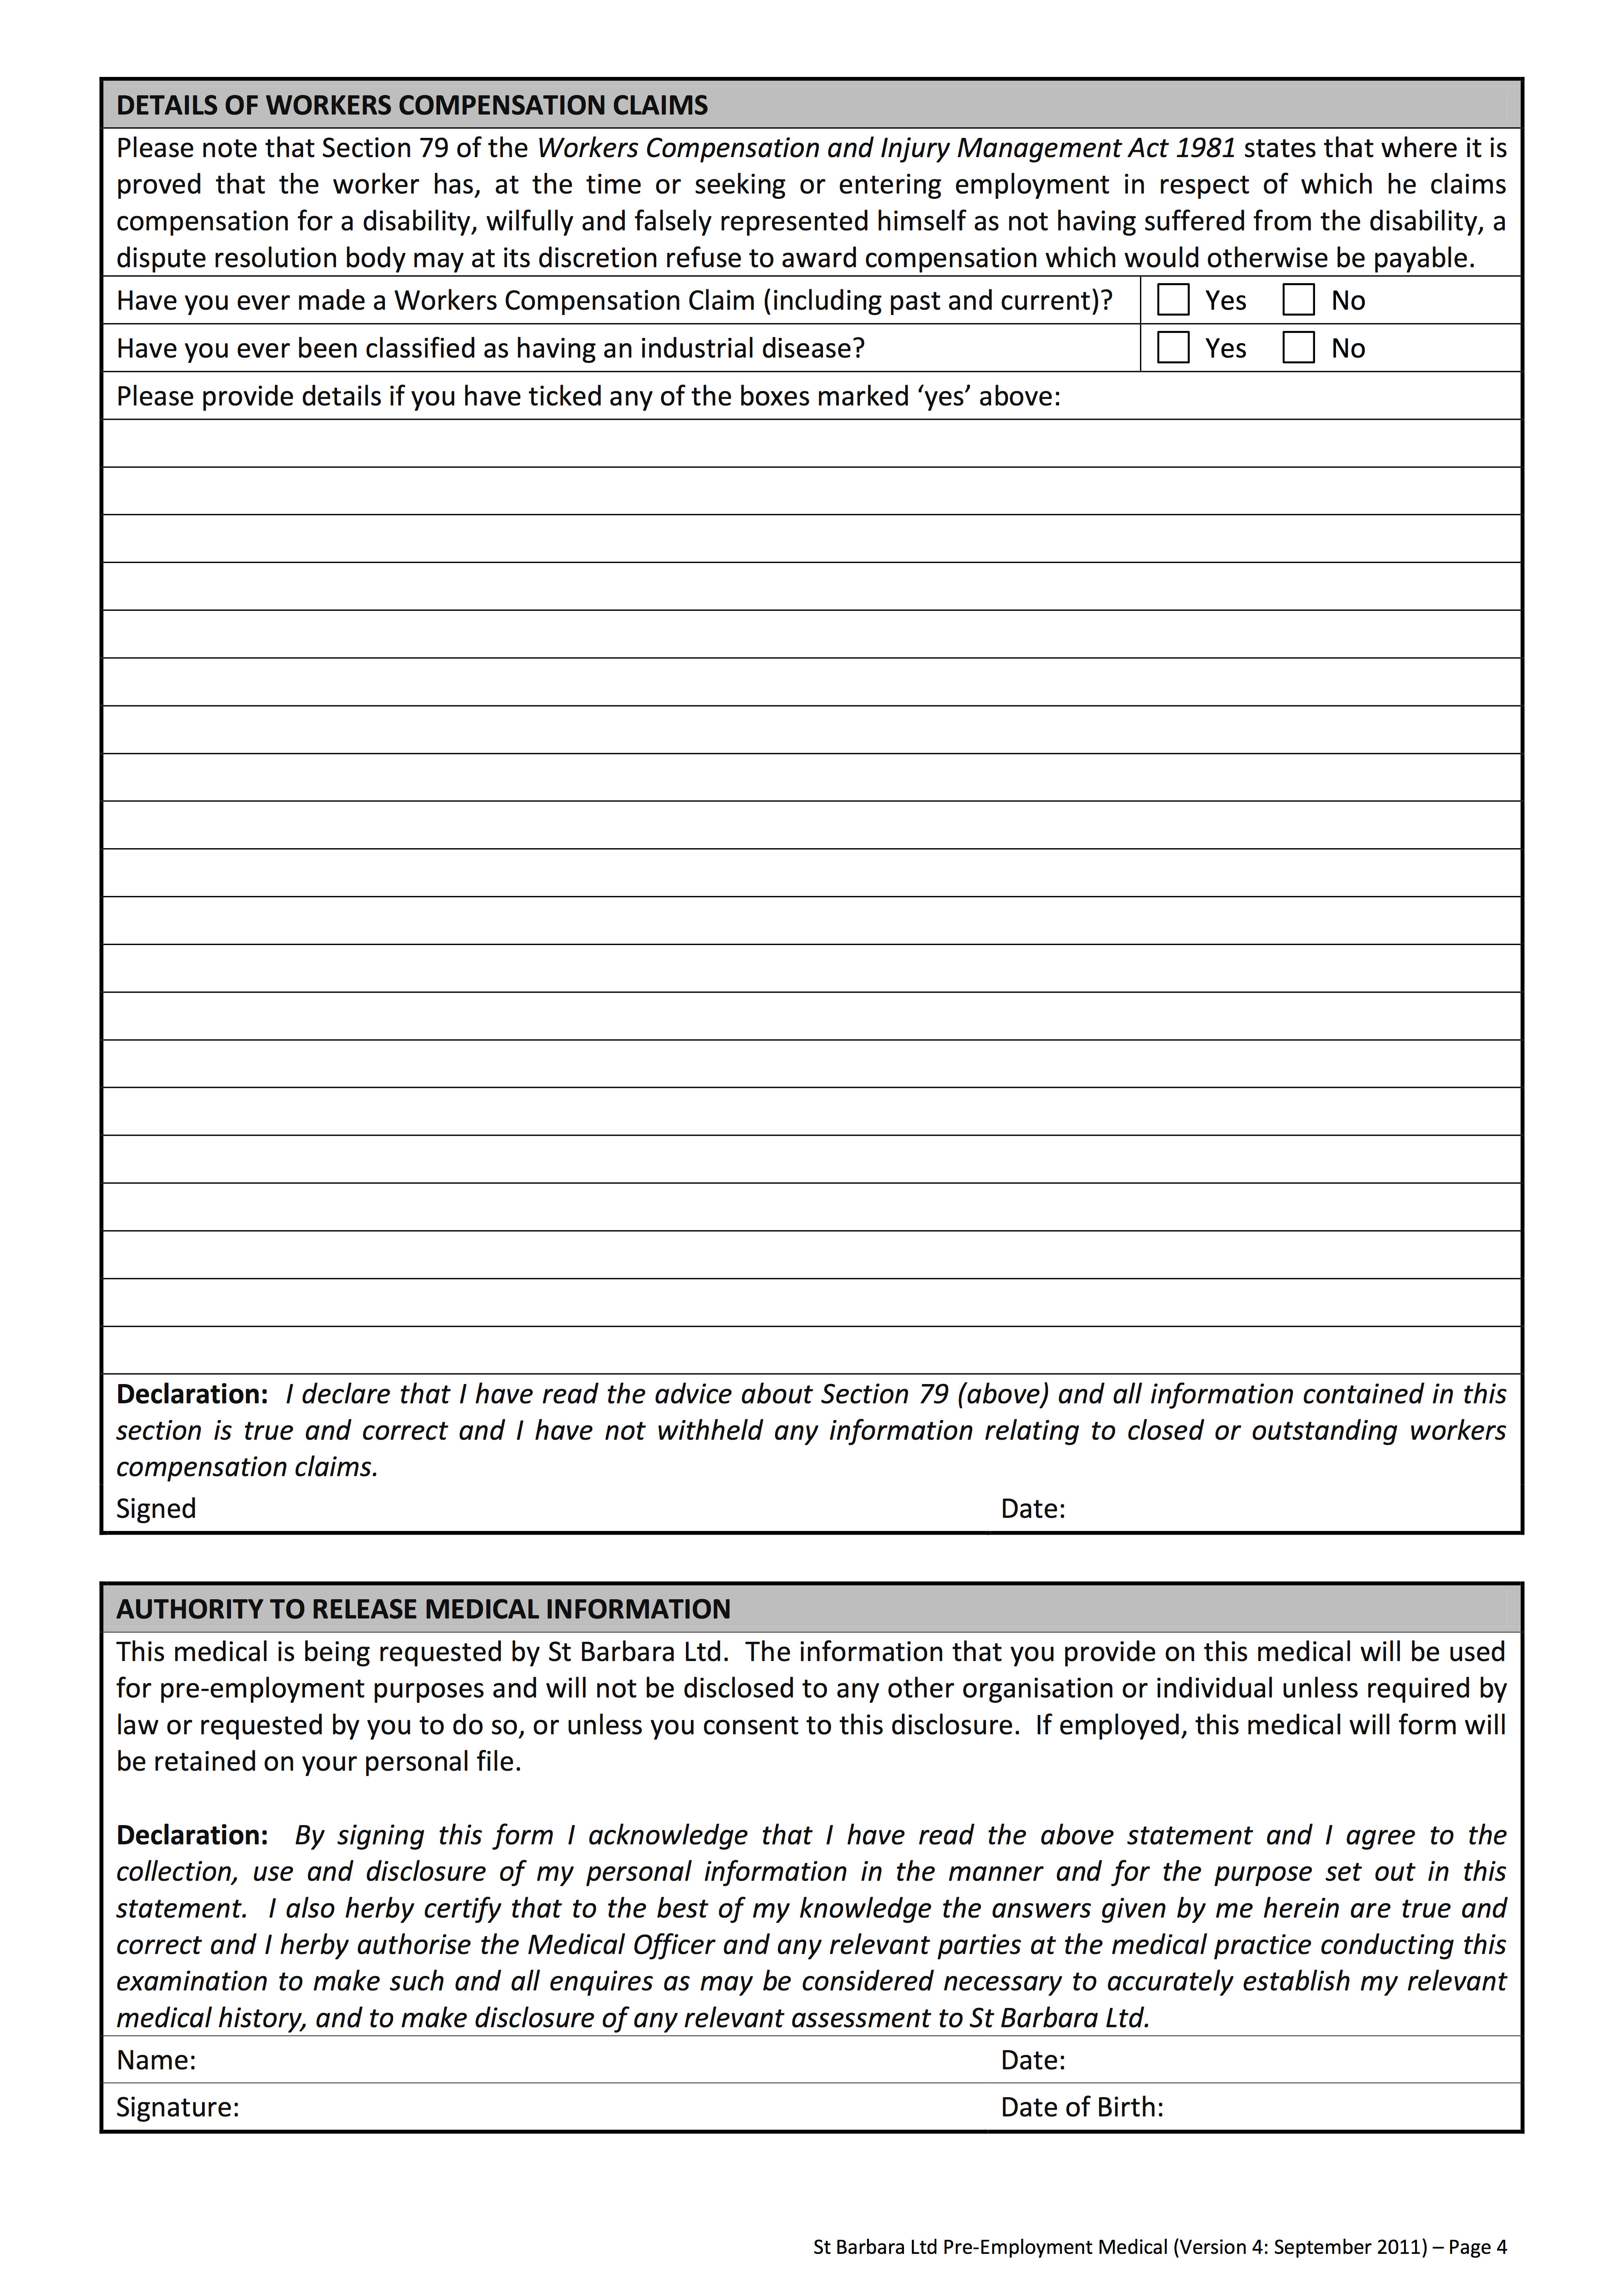 DETAILS OF WORKERS COMPENSATION CLAIMS
Please note that Section 79 of the Workers Compensation and Injury Management Act 1981 states that where it is
proved that the worker has, at the time or seeking or entering employment in respect of which he claims
compensation for a disability, wilfully and falsely represented himself as not having suffered from the disability, a
dispute resolution body may at its discretion refuse to award compensation which would otherwise be payable.
Have you ever made a Workers Compensation Claim (including past and current)? Yes No
Have you ever been classified as having an industrial disease? Yes No
Please provide details if you have ticked any of the boxes marked ‘yes’ above:
Declaration: I declare that I have read the advice about Section 79 (above) and all information contained in this
section is true and correct and I have not withheld any information relating to closed or outstanding workers
compensation claims.
Signed Date:
AUTHORITY TO RELEASE MEDICAL INFORMATION
This medical is being requested by St Barbara Ltd. The information that you provide on this medical will be used
for pre-employment purposes and will not be disclosed to any other organisation or individual unless required by
law or requested by you to do so, or unless you consent to this disclosure. If employed, this medical will form will
be retained on your personal file.
Declaration: By signing this form I acknowledge that I have read the above statement and I agree to the
collection, use and disclosure of my personal information in the manner and for the purpose set out in this
statement. I also herby certify that to the best of my knowledge the answers given by me herein are true and
correct and I herby authorise the Medical Officer and any relevant parties at the medical practice conducting this
examination to make such and all enquires as may be considered necessary to accurately establish my relevant
medical history, and to make disclosure of any relevant assessment to St Barbara Ltd.
Name: Date:
Signature: Date of Birth:
St Barbara Ltd Pre-Employment Medical (Version 4: September 2011) – Page 4